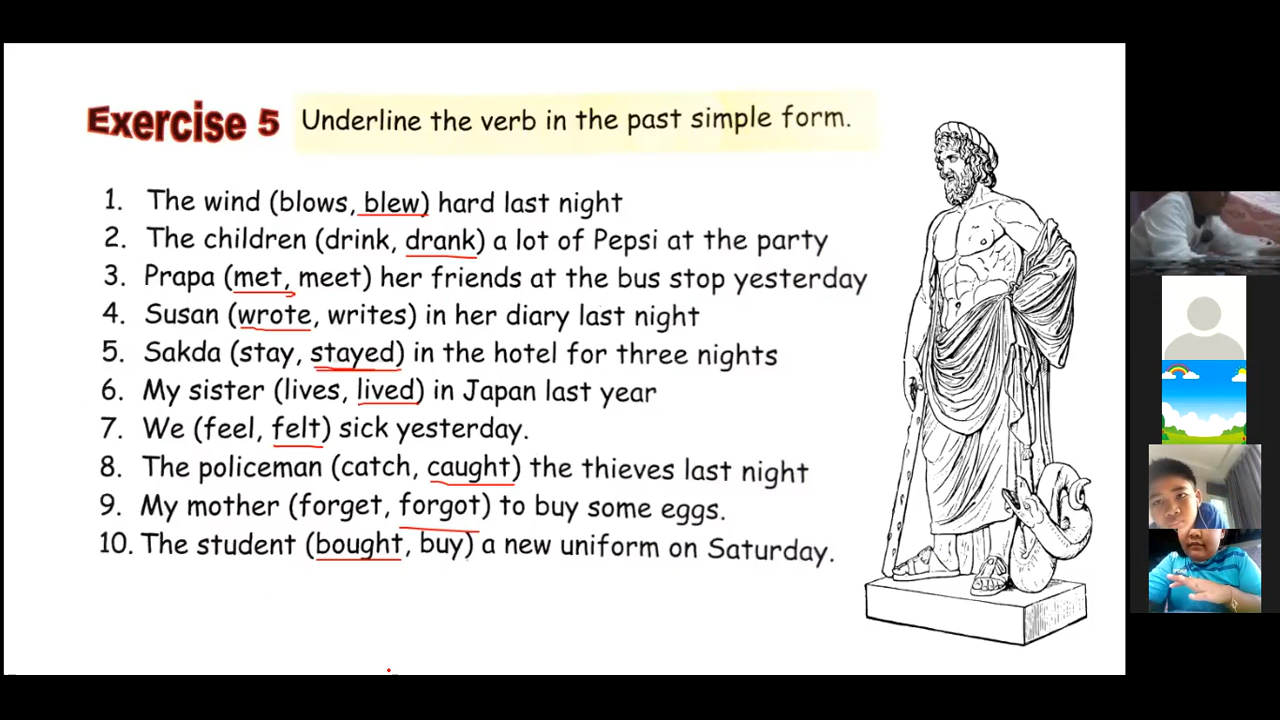 Exercise 5 Underline the verb in the past simple form.
1. The wind (blows, blew) hard last night
2. The children (drink, drank) a lot of Pepsi at the party
3. Prapa (met, meet) her friends at the bus stop yesterday
4. Susan (wrote, writes) in her diary last night
5. Sakda (stay, stayed) in the hotel for three nights
6. My sister (lives, lived) in Japan last year
7. We (feel, felt) sick yesterday.
8. The policeman (catch, caught) the thieves last night
9. My mother (forget, forgot) to buy some eggs.
10. The student (bought, buy) a new uniform on Saturday.